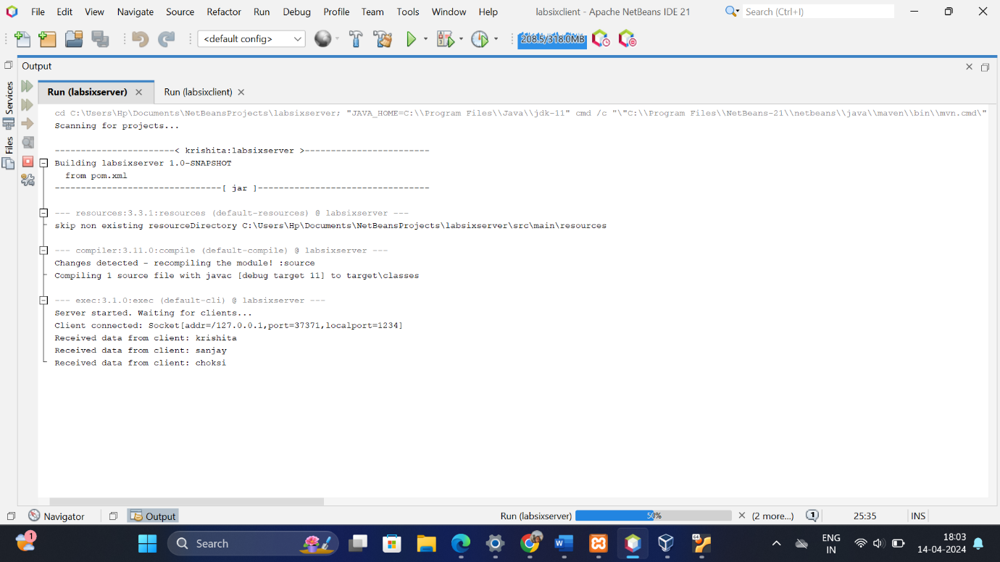 File Edit View Navigate Source Refactor Run Debug Profile Team Tools Window Help
labsixclient - Apache NetBeans IDE 21
Search (Ctrl+I)
<default config>
208.5/318.0MB
Output
Services
Files
Run (labsixserver)
Run (labsixclient)
cd C:\Users\Hp\Documents\NetBeansProjects\labsixserver; "JAVA_HOME=C:\\Program Files\\Java\\jdk-11" cmd /c "\"C:\\Program Files\\NetBeans-21\\netbeans\\java\\maven\\bin\\mvn.cmd\"
Scanning for projects...
-----------------------< krishita:labsixserver >------------------------
Building labsixserver 1.0-SNAPSHOT
from pom.xml
--------------------------------[ jar ]---------------------------------
--- resources:3.3.1:resources (default-resources) @ labsixserver ---
skip non existing resourceDirectory C:\Users\Hp\Documents\NetBeansProjects\labsixserver\src\main\resources
--- compiler:3.11.0:compile (default-compile) @ labsixserver ---
Changes detected - recompiling the module! :source
Compiling 1 source file with javac [debug target 11] to target\classes
--- exec:3.1.0:exec (default-cli) @ labsixserver ---
Server started. Waiting for clients...
Client connected: Socket[addr=/127.0.0.1,port=37371,localport=1234]
Received data from client: krishita
Received data from client: sanjay
Received data from client: choksi
Navigator
Output
Run (labsixserver)
50%
(2 more...)
1
25:35
INS
1
Search
64
ENG
IN
18:03
14-04-2024